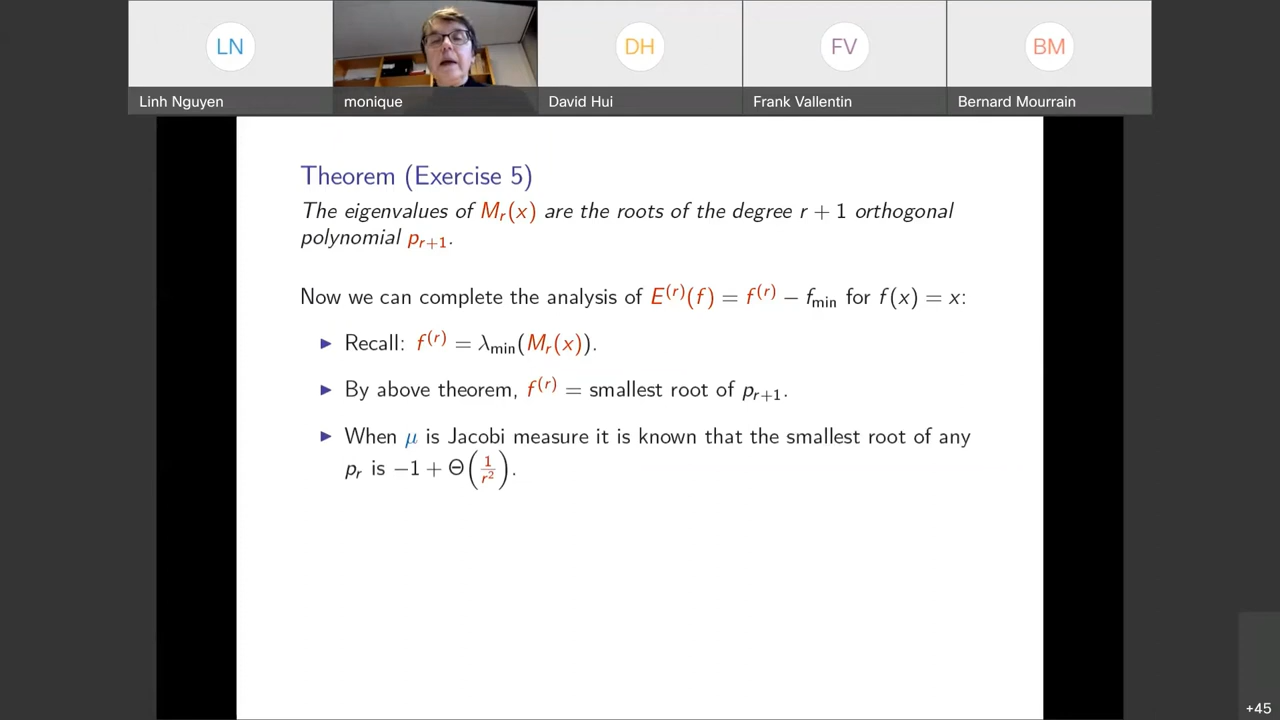 LN
DH
FV
BM
Linh Nguyen
monique
David Hui
Frank Vallentin
Bernard Mourrain
Theorem (Exercise 5)
The eigenvalues of M_r(x) are the roots of the degree r + 1 orthogonal
polynomial p_{r+1}.
Now we can complete the analysis of E^{(r)}(f) = f^{(r)} − f_min for f(x) = x:
▶ Recall: f^{(r)} = λ_min(M_r(x)).
▶ By above theorem, f^{(r)} = smallest root of p_{r+1}.
▶ When μ is Jacobi measure it is known that the smallest root of any
p_r is −1 + Θ(1/r²).
+45